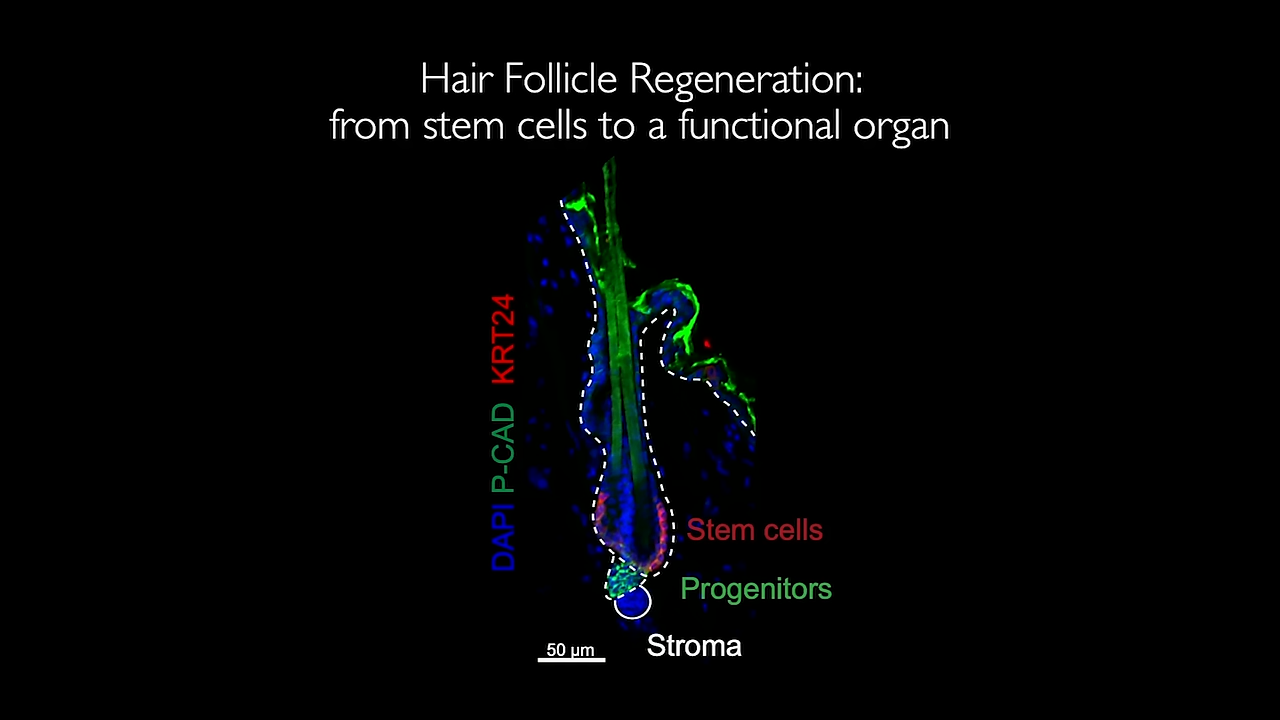 Hair Follicle Regeneration:
from stem cells to a functional organ
DAPI P-CAD KRT24
Stem cells
Progenitors
Stroma
50 µm